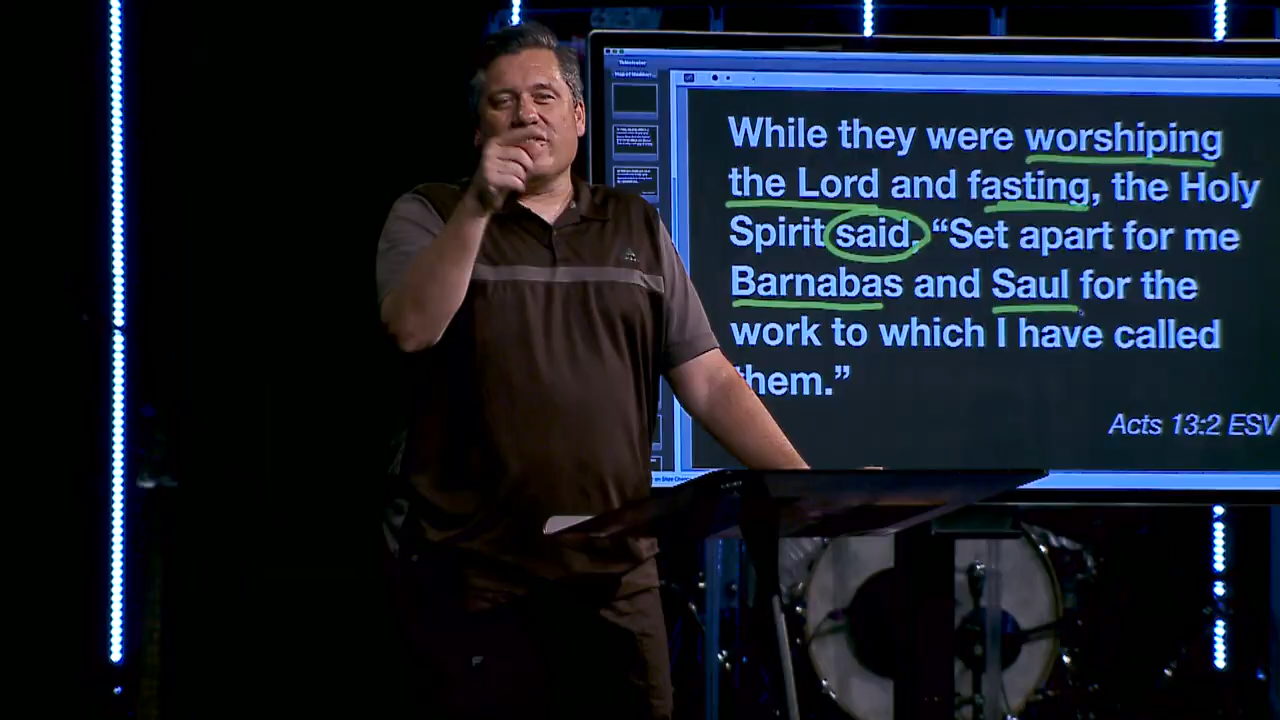 While they were worshiping
the Lord and fasting, the Holy
Spirit said, “Set apart for me
Barnabas and Saul for the
work to which I have called
them.”
Acts 13:2 ESV